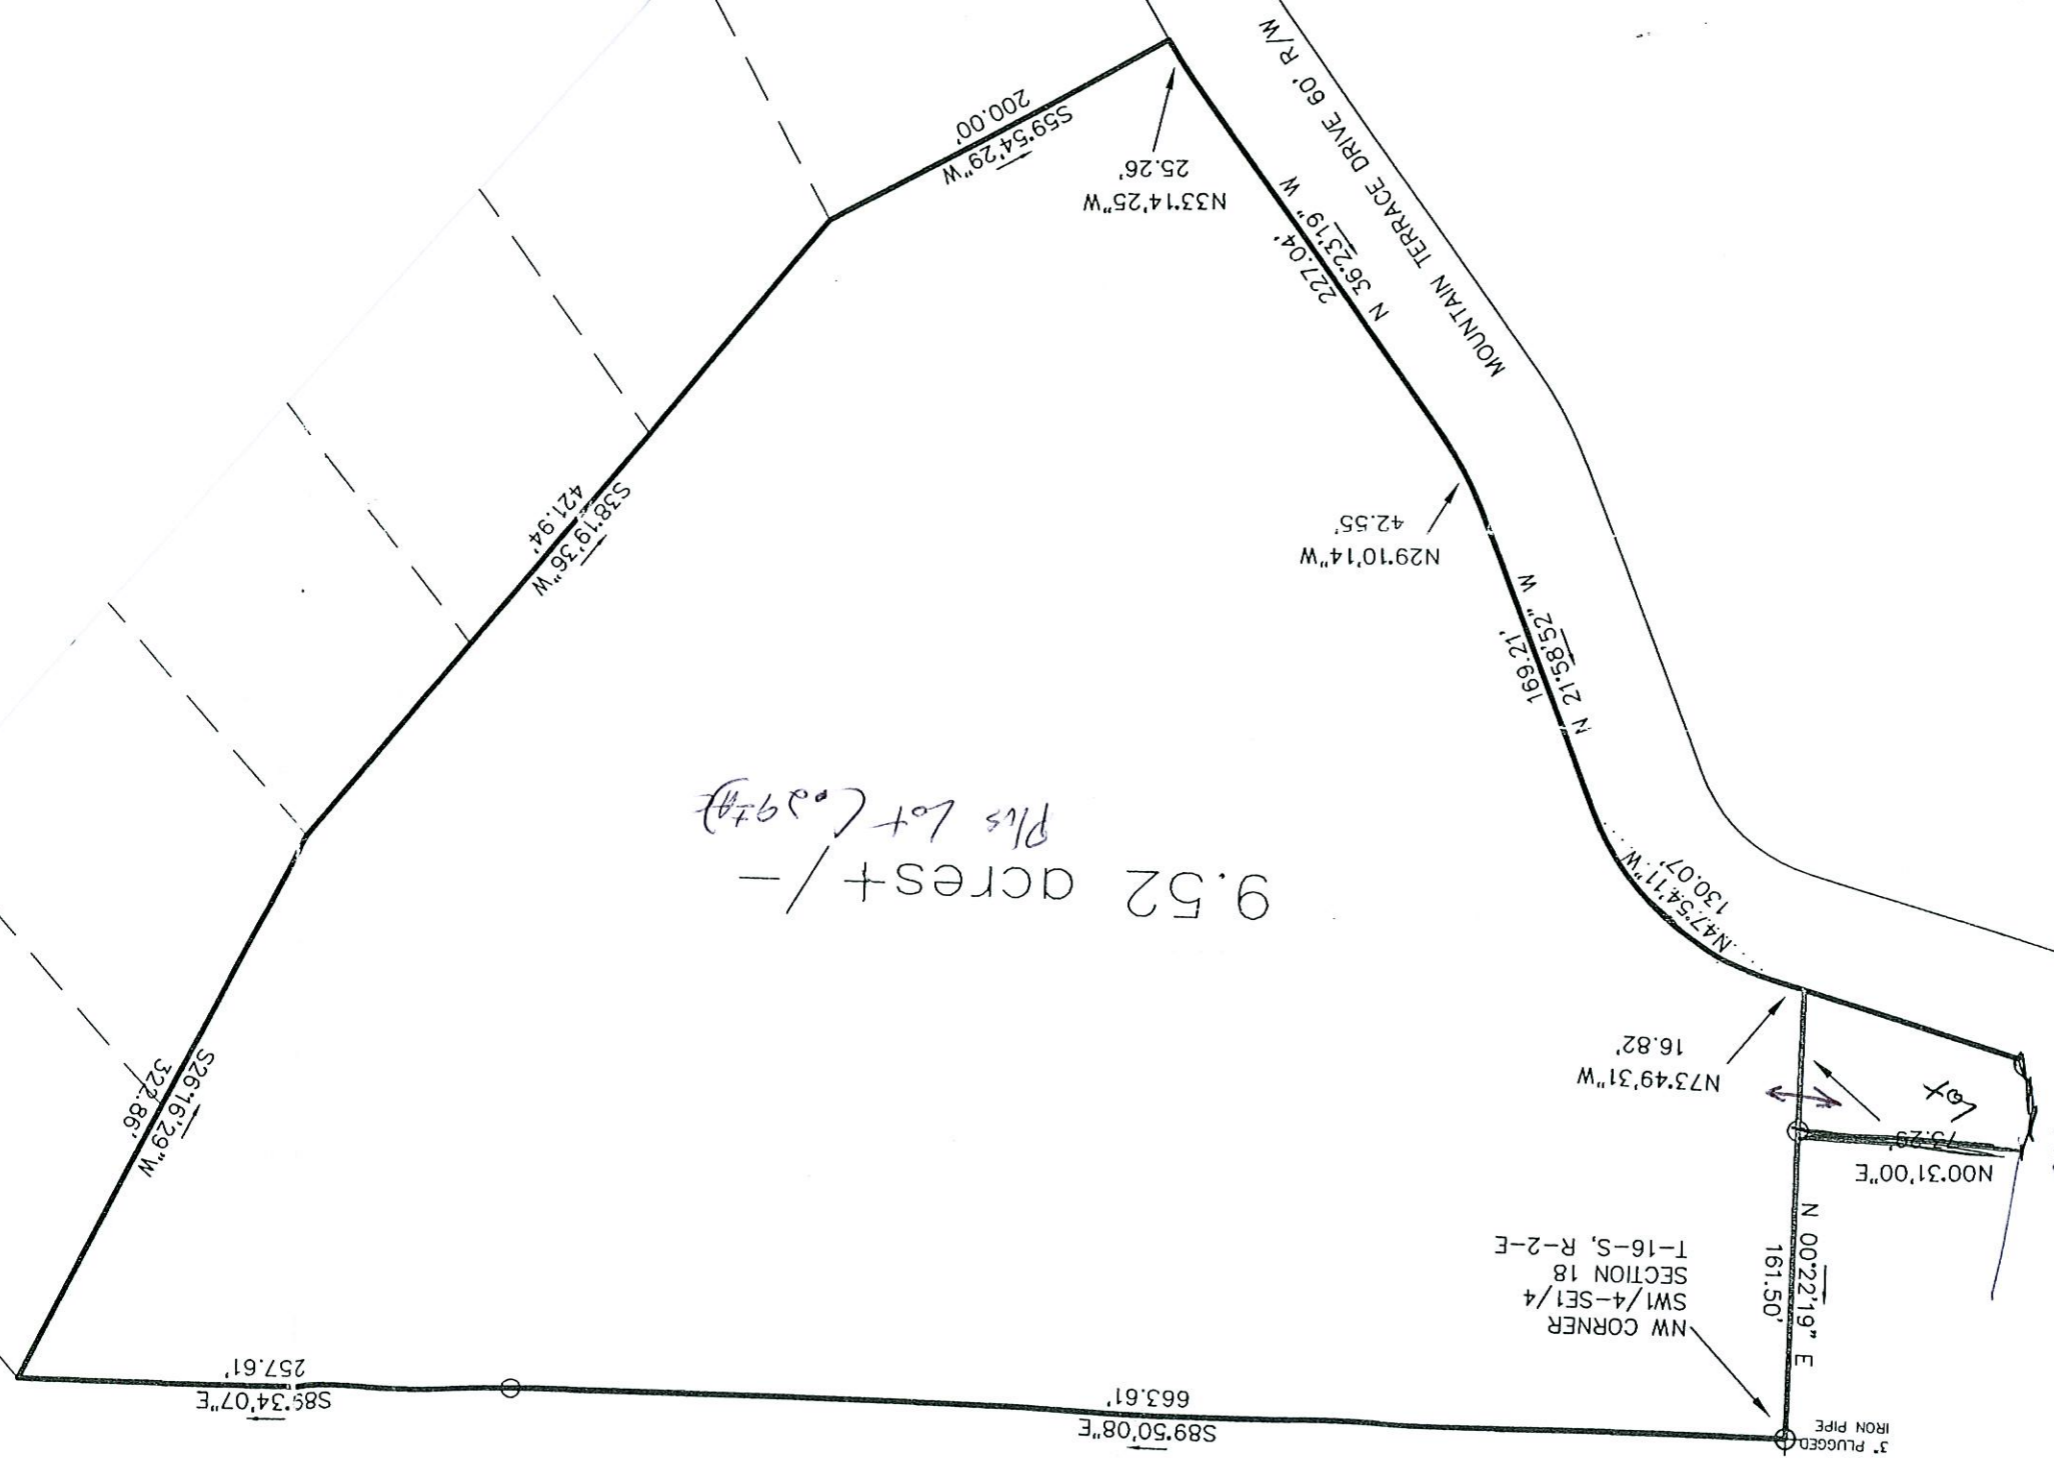 3" PLUGGED
IRON PIPE
S89°50'08"E
663.61'
S89°34'07"E
257.61'
NW CORNER
SW1/4-SE1/4
SECTION 18
T-16-S, R-2-E
N 00°22'19" E
161.50'
N00°31'00"E
75.29'
Lot
N73°49'31"W
16.82'
S26°16'29"W
322.86'
N47°54'11"W
130.07'
9.52 acres+/-
Plus Lot (.029±A)
N 21°58'52" W
169.21'
S38°19'36"W
421.94'
N29°10'14"W
42.55'
MOUNTAIN TERRACE DRIVE 60' R/W
N 36°23'19" W
227.04'
N33°14'25"W
25.26'
S59°54'29"W
200.00'